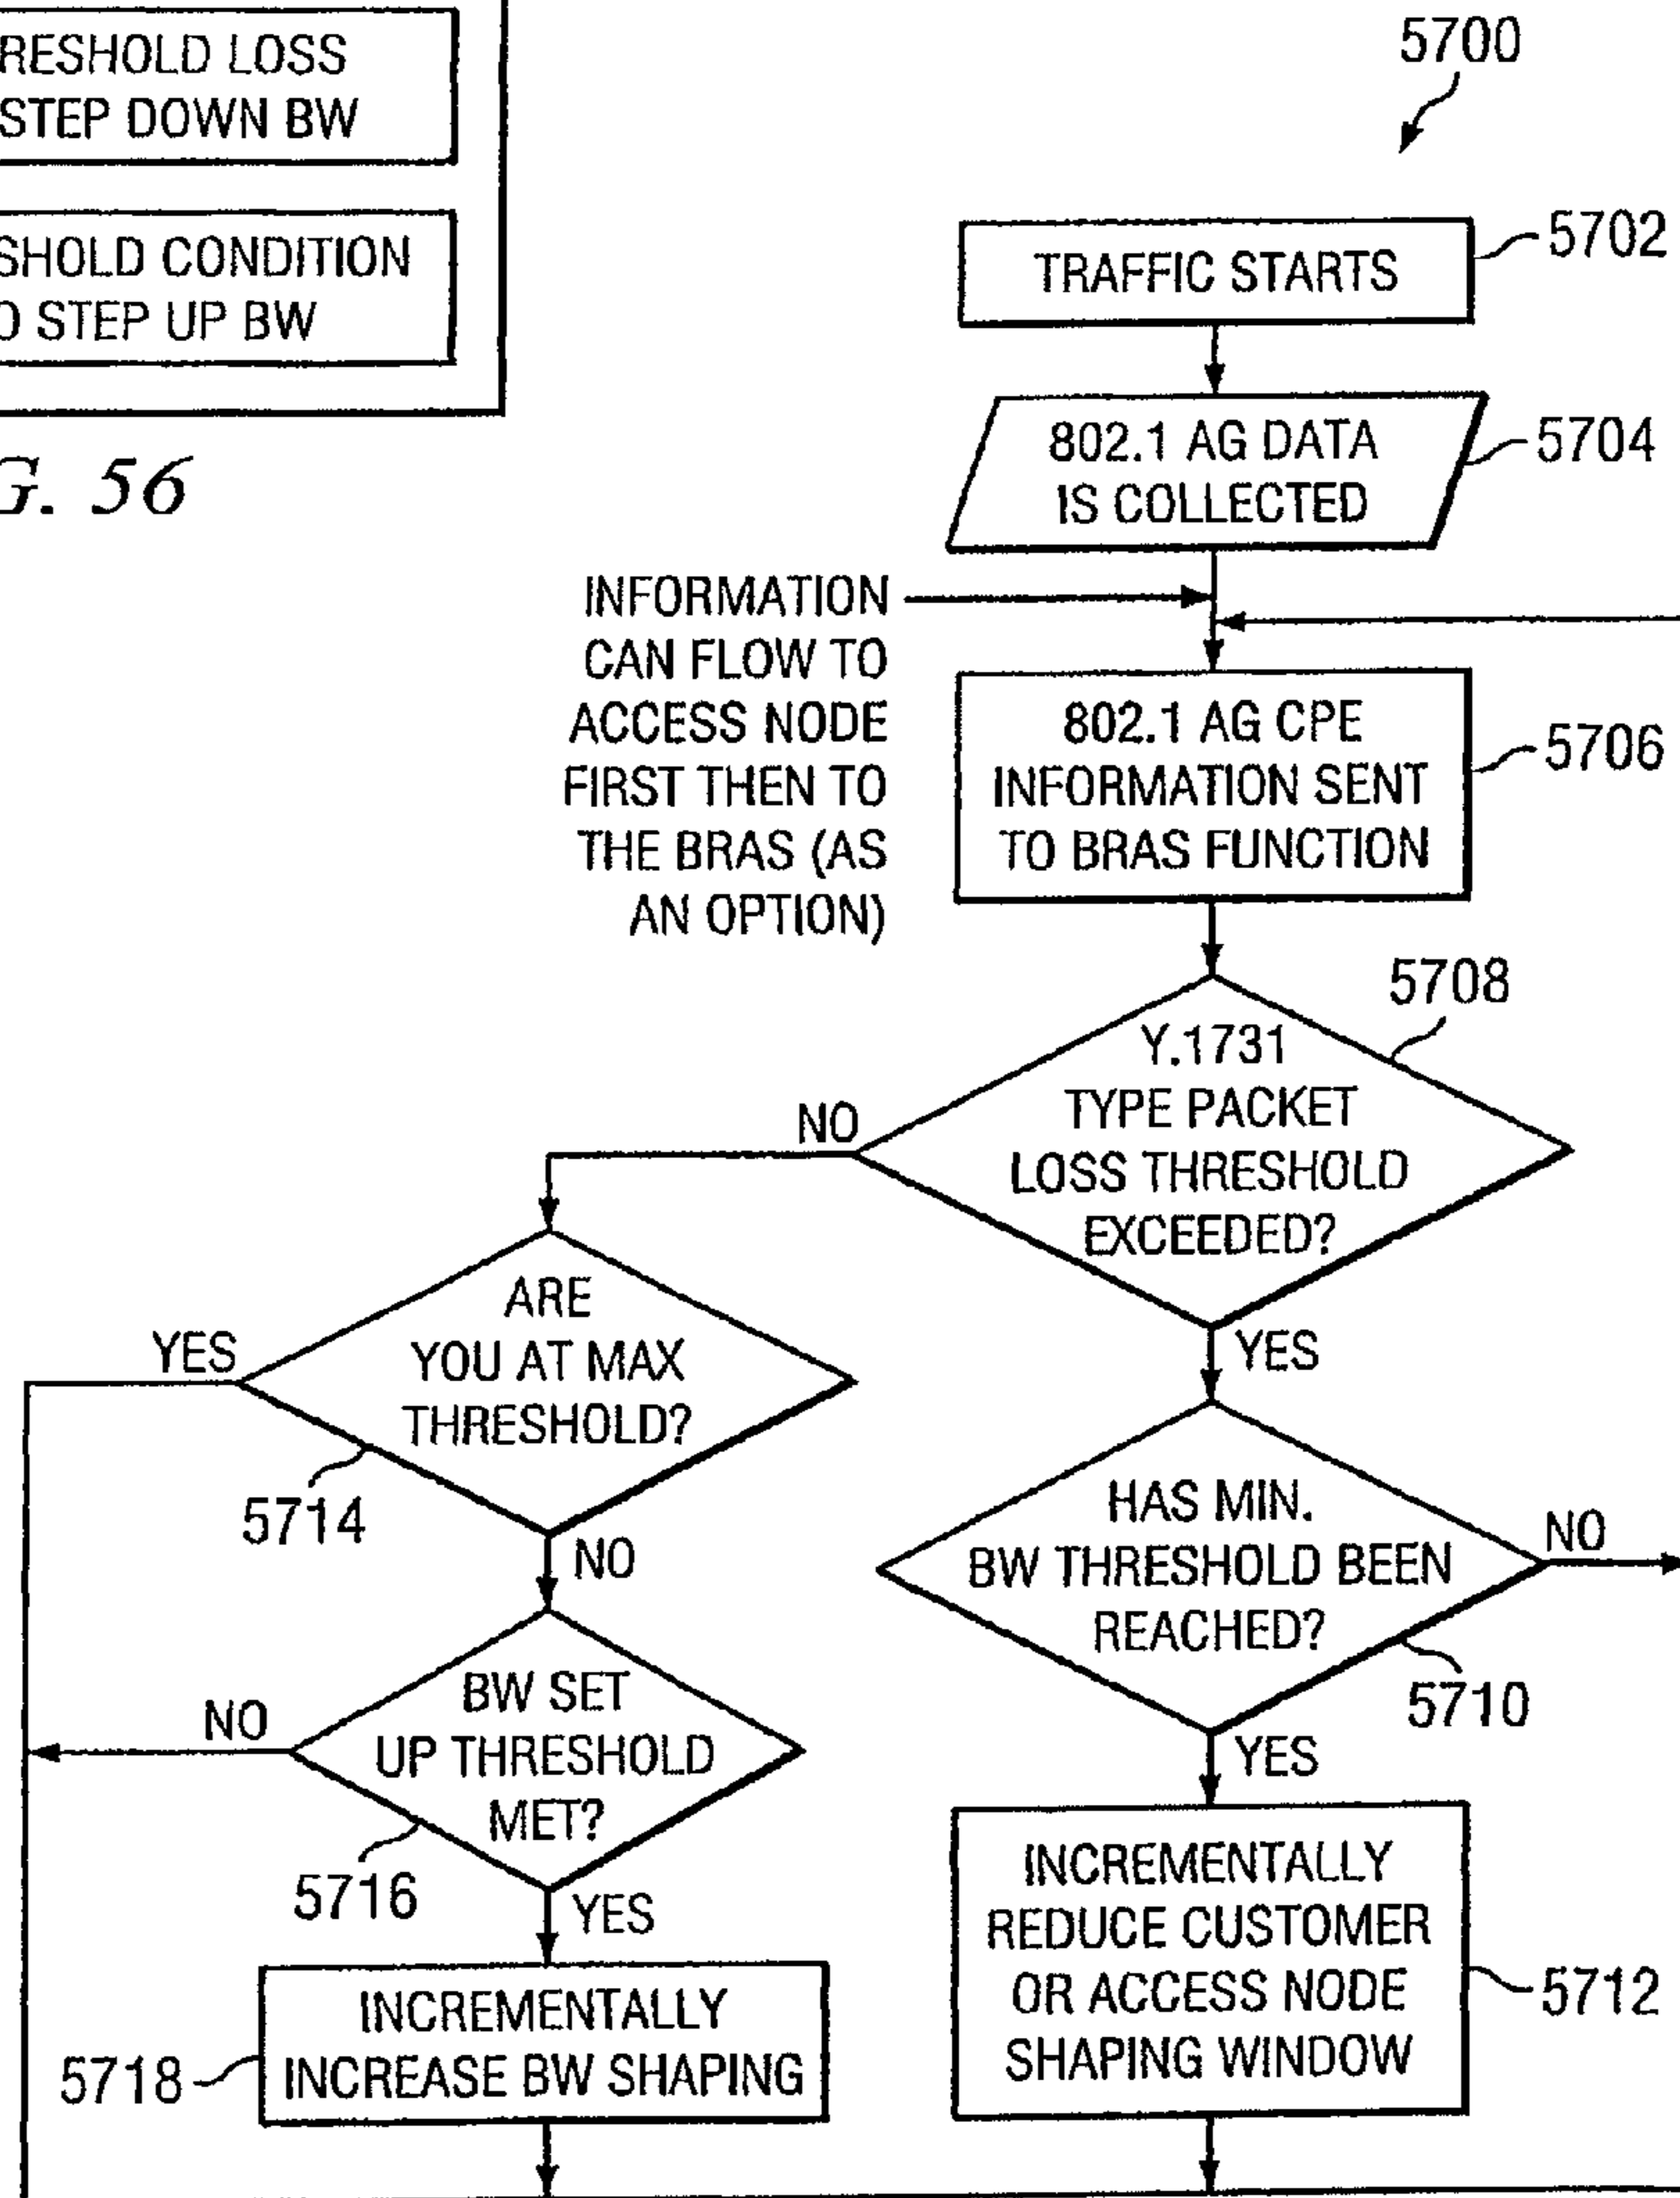 RESHOLD LOSS
STEP DOWN BW
SHOLD CONDITION
O STEP UP BW
G. 56
5700
TRAFFIC STARTS
5702
802.1 AG DATA
IS COLLECTED
5704
INFORMATION
CAN FLOW TO
ACCESS NODE
FIRST THEN TO
THE BRAS (AS
AN OPTION)
802.1 AG CPE
INFORMATION SENT
TO BRAS FUNCTION
5706
5708
Y.1731
TYPE PACKET
LOSS THRESHOLD
EXCEEDED?
NO
YES
ARE
YOU AT MAX
THRESHOLD?
YES
5714
NO
HAS MIN.
BW THRESHOLD BEEN
REACHED?
NO
5710
YES
BW SET
UP THRESHOLD
MET?
NO
5716
YES
INCREMENTALLY
REDUCE CUSTOMER
OR ACCESS NODE
SHAPING WINDOW
5712
INCREMENTALLY
INCREASE BW SHAPING
5718